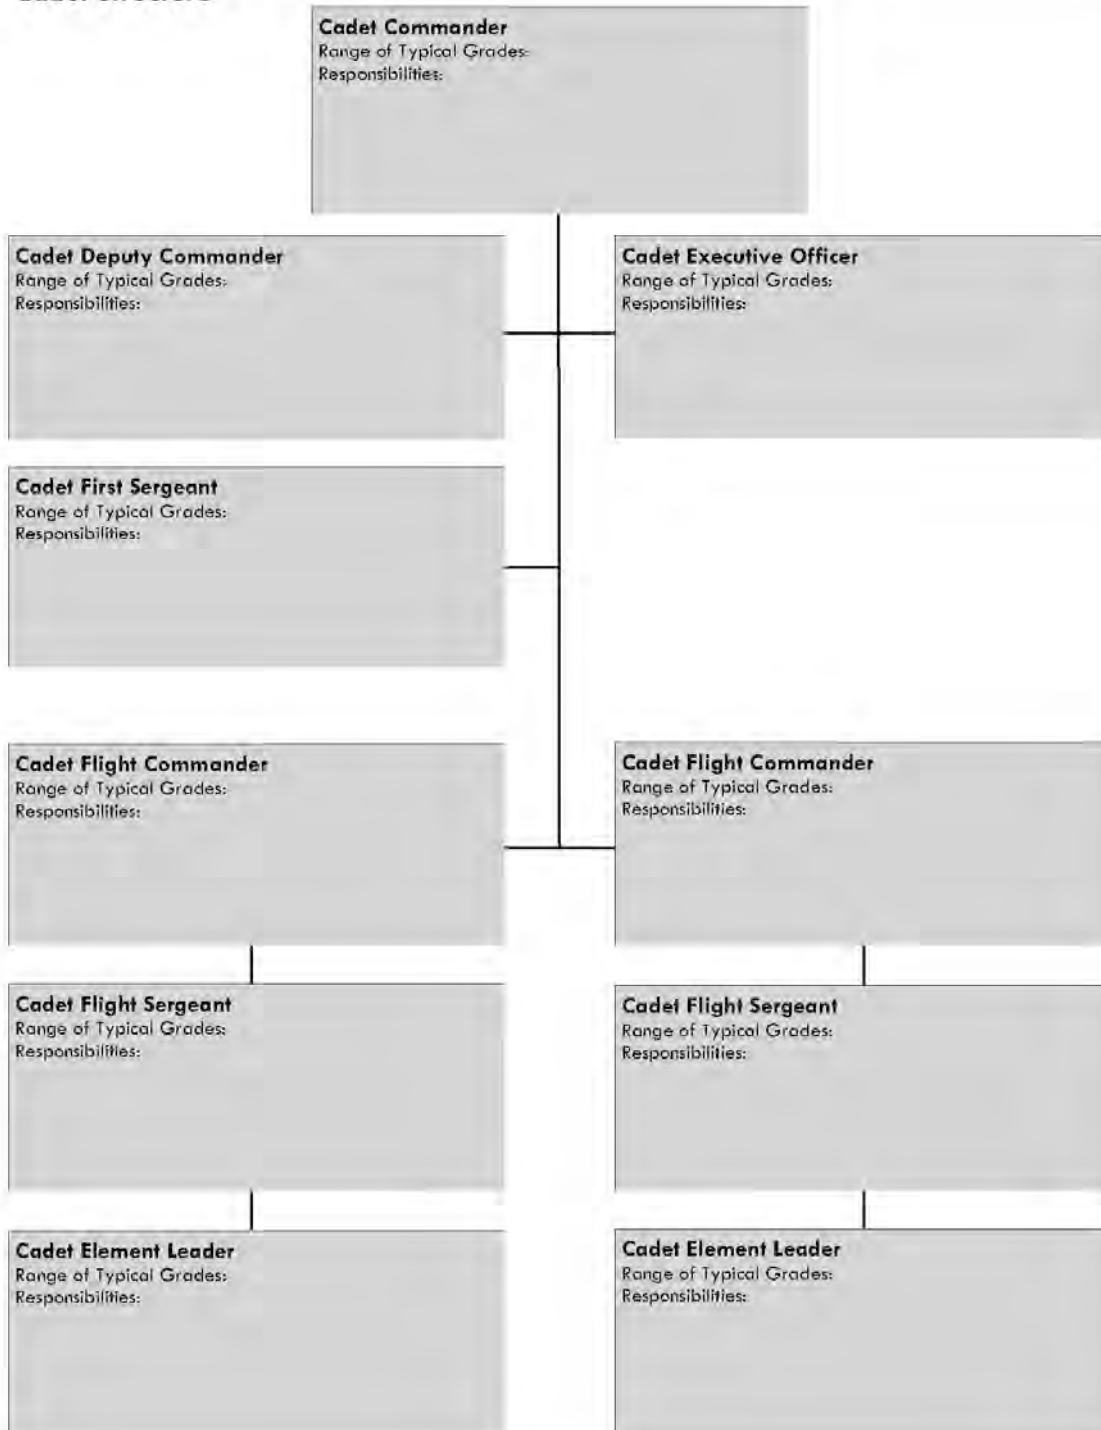 Cadet Commander
Range of Typical Grades:
Responsibilities:
Cadet Deputy Commander
Range of Typical Grades:
Responsibilities:
Cadet Executive Officer
Range of Typical Grades:
Responsibilities:
Cadet First Sergeant
Range of Typical Grades:
Responsibilities:
Cadet Flight Commander
Range of Typical Grades:
Responsibilities:
Cadet Flight Commander
Range of Typical Grades:
Responsibilities:
Cadet Flight Sergeant
Range of Typical Grades:
Responsibilities:
Cadet Flight Sergeant
Range of Typical Grades:
Responsibilities:
Cadet Element Leader
Range of Typical Grades:
Responsibilities:
Cadet Element Leader
Range of Typical Grades:
Responsibilities: